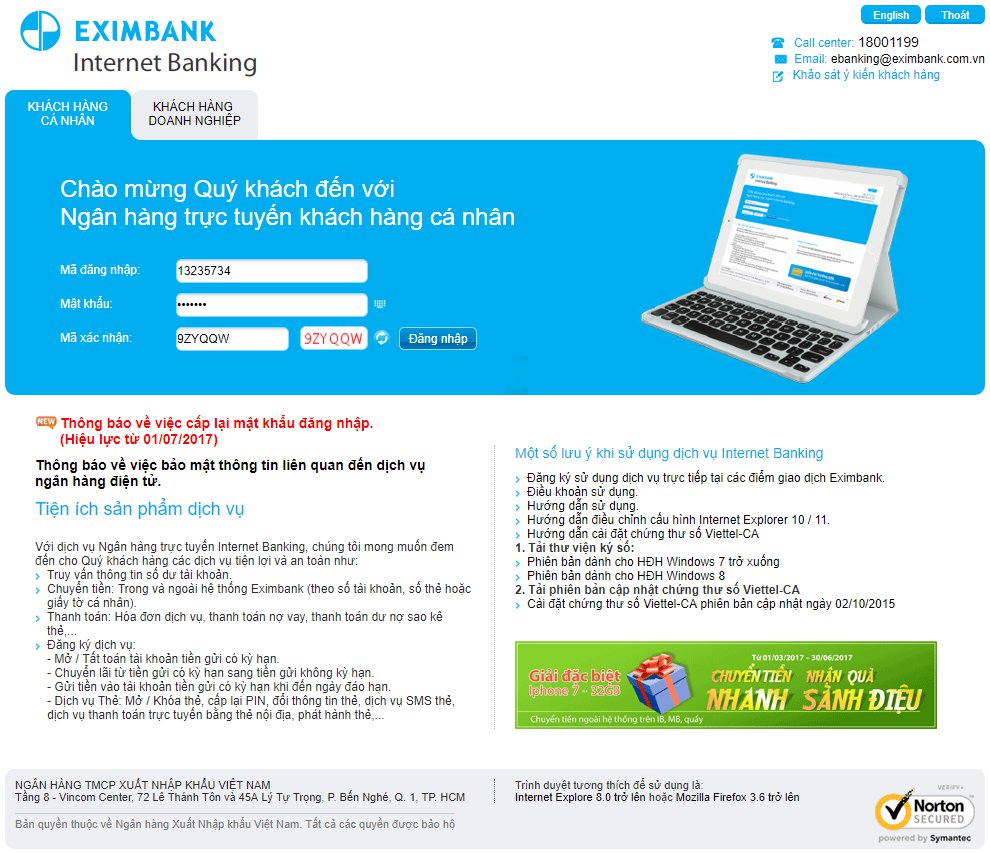 EXIMBANK
Internet Banking
English
Thoát
Call center: 18001199
Email: ebanking@eximbank.com.vn
Khảo sát ý kiến khách hàng
KHÁCH HÀNG
CÁ NHÂN
KHÁCH HÀNG
DOANH NGHIỆP
Chào mừng Quý khách đến với
Ngân hàng trực tuyến khách hàng cá nhân
Mã đăng nhập:
13235734
Mật khẩu:
•••••••
Mã xác nhận:
9ZYQQW
9ZYQQW
Đăng nhập
NEW Thông báo về việc cấp lại mật khẩu đăng nhập.
(Hiệu lực từ 01/07/2017)
Thông báo về việc bảo mật thông tin liên quan đến dịch vụ
ngân hàng điện tử.
Tiện ích sản phẩm dịch vụ
Với dịch vụ Ngân hàng trực tuyến Internet Banking, chúng tôi mong muốn đem
đến cho Quý khách hàng các dịch vụ tiện lợi và an toàn như:
Truy vấn thông tin số dư tài khoản.
Chuyển tiền: Trong và ngoài hệ thống Eximbank (theo số tài khoản, số thẻ hoặc
giấy tờ cá nhân).
Thanh toán: Hóa đơn dịch vụ, thanh toán nợ vay, thanh toán dư nợ sao kê
thẻ,...
Đăng ký dịch vụ:
- Mở / Tất toán tài khoản tiền gửi có kỳ hạn.
- Chuyển lãi từ tiền gửi có kỳ hạn sang tiền gửi không kỳ hạn.
- Gửi tiền vào tài khoản tiền gửi có kỳ hạn khi đến ngày đáo hạn.
- Dịch vụ Thẻ: Mở / Khóa thẻ, cấp lại PIN, đổi thông tin thẻ, dịch vụ SMS thẻ,
dịch vụ thanh toán trực tuyến bằng thẻ nội địa, phát hành thẻ,...
Một số lưu ý khi sử dụng dịch vụ Internet Banking
Đăng ký sử dụng dịch vụ trực tiếp tại các điểm giao dịch Eximbank.
Điều khoản sử dụng.
Hướng dẫn sử dụng.
Hướng dẫn điều chỉnh cấu hình Internet Explorer 10 / 11.
Hướng dẫn cài đặt chứng thư số Viettel-CA
1. Tải thư viện ký số:
Phiên bản dành cho HĐH Windows 7 trở xuống
Phiên bản dành cho HĐH Windows 8
2. Tải phiên bản cập nhật chứng thư số Viettel-CA
Cài đặt chứng thư số Viettel-CA phiên bản cập nhật ngày 02/10/2015
Giải đặc biệt
Iphone 7 - 32GB
Từ 01/03/2017 – 30/06/2017
CHUYỂN TIỀN NHẬN QUÀ
NHANH SÀNH ĐIỆU
Chuyển tiền ngoài hệ thống trên IB, MB, quầy
NGÂN HÀNG TMCP XUẤT NHẬP KHẨU VIỆT NAM
Tầng 8 - Vincom Center, 72 Lê Thánh Tôn và 45A Lý Tự Trọng, P. Bến Nghé, Q. 1, TP. HCM
Bản quyền thuộc về Ngân hàng Xuất Nhập khẩu Việt Nam. Tất cả các quyền được bảo hộ
Trình duyệt tương thích để sử dụng là:
Internet Explore 8.0 trở lên hoặc Mozilla Firefox 3.6 trở lên
VERIFY
Norton
SECURED
powered by Symantec